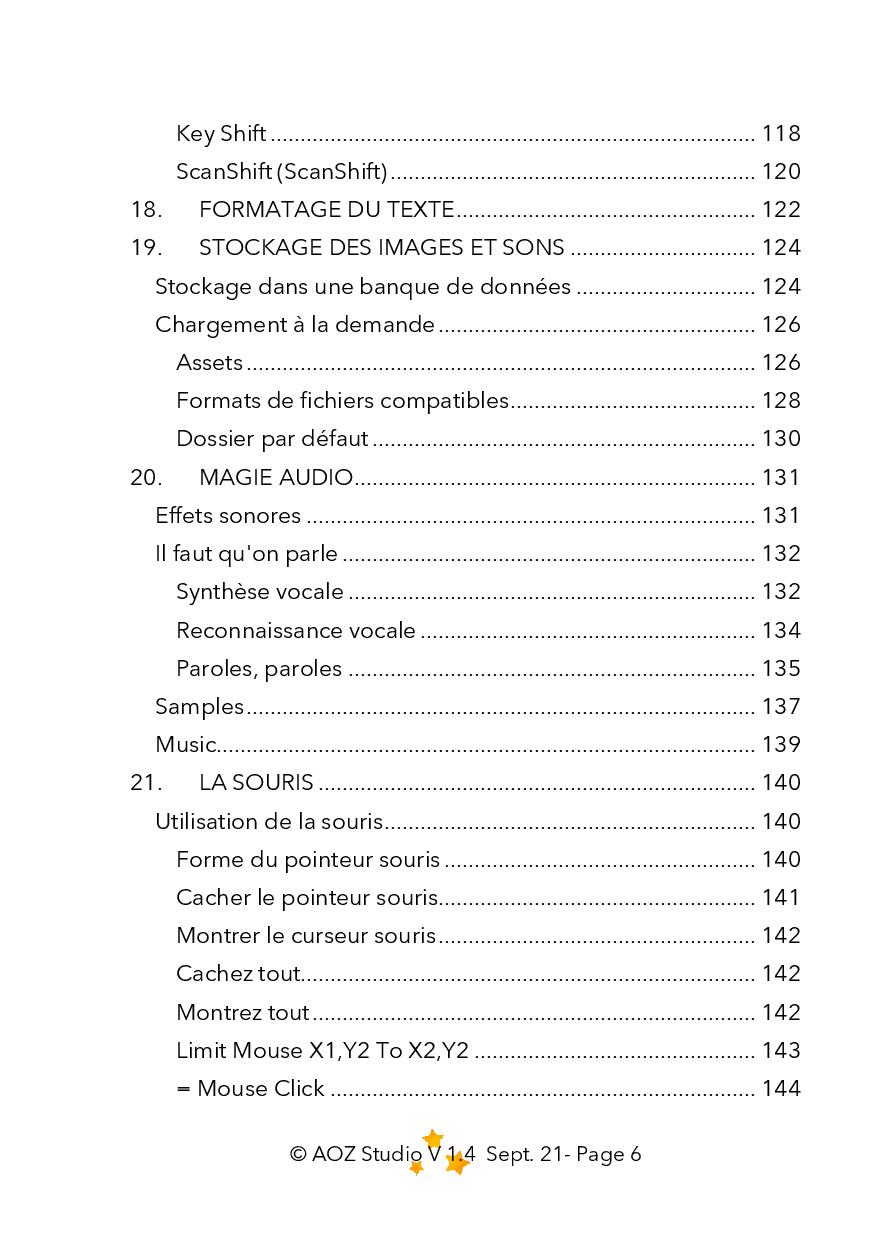 Key Shift ................................................................................. 118
ScanShift (ScanShift)............................................................. 120
18. FORMATAGE DU TEXTE.................................................. 122
19. STOCKAGE DES IMAGES ET SONS ............................... 124
Stockage dans une banque de données .............................. 124
Chargement à la demande..................................................... 126
Assets..................................................................................... 126
Formats de fichiers compatibles......................................... 128
Dossier par défaut................................................................ 130
20. MAGIE AUDIO................................................................... 131
Effets sonores ........................................................................... 131
Il faut qu'on parle ..................................................................... 132
Synthèse vocale .................................................................... 132
Reconnaissance vocale ........................................................ 134
Paroles, paroles .................................................................... 135
Samples..................................................................................... 137
Music.......................................................................................... 139
21. LA SOURIS ......................................................................... 140
Utilisation de la souris.............................................................. 140
Forme du pointeur souris .................................................... 140
Cacher le pointeur souris..................................................... 141
Montrer le curseur souris..................................................... 142
Cachez tout............................................................................ 142
Montrez tout.......................................................................... 142
Limit Mouse X1,Y2 To X2,Y2 ............................................... 143
= Mouse Click ....................................................................... 144
© AOZ Studio V 1.4 Sept. 21- Page 6